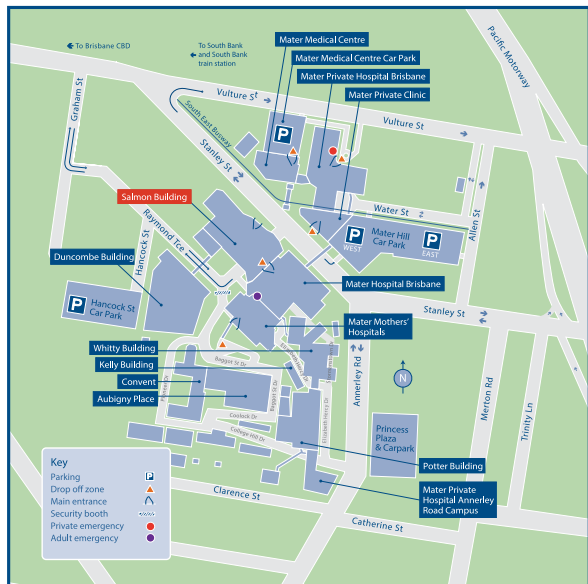 To Brisbane CBD
To South Bank
and South Bank
train station
Mater Medical Centre
Mater Medical Centre Car Park
Mater Private Hospital Brisbane
Mater Private Clinic
Pacific Motorway
Graham St
Vulture St
Vulture St
South East Busway
Stanley St
P
Salmon Building
Raymond Tce
Water St
Allen St
Mater Hill
Car Park
P
WEST
P
EAST
Duncombe Building
Hancock St
Mater Hospital Brisbane
P
Hancock St
Car Park
Stanley St
Mater Mothers'
Hospitals
Whitty Building
Kelly Building
Convent
Aubigny Place
Baggot St Dr
Baggot St Dr
Coolock Dr
College Hill Dr
Elizabeth Henry Dr
Annerley Rd
N
Merton Rd
Trinity Ln
Princess
Plaza
& Carpark
Potter Building
Mater Private
Hospital Annerley
Road Campus
Clarence St
Catherine St
Key
Parking
P
Drop off zone
Main entrance
Security booth
Private emergency
Adult emergency